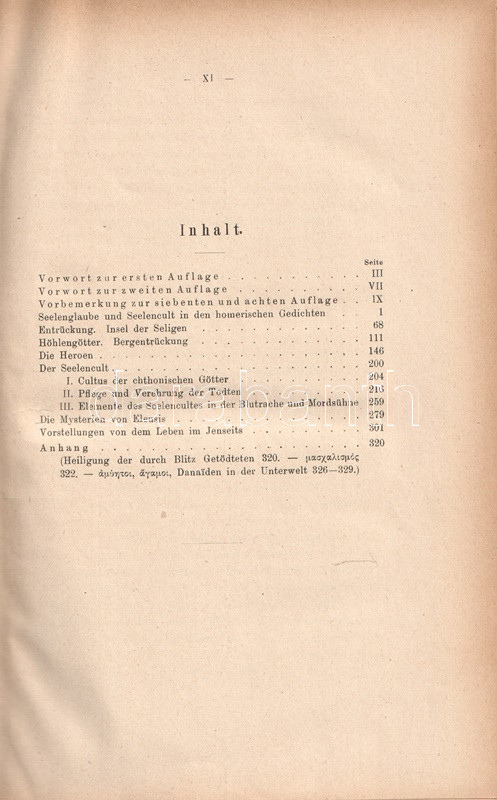 — XI —
Inhalt.
Seite
Vorwort zur ersten Auflage . . . . . . . . . . . III
Vorwort zur zweiten Auflage . . . . . . . . . . VII
Vorbemerkung zur siebenten und achten Auflage . . IX
Seelenglaube und Seelencult in den homerischen Gedichten . . 1
Entrückung. Insel der Seligen . . . . . . . . . . . 68
Höhlengötter. Bergentrückung . . . . . . . . . . . 111
Die Heroen . . . . . . . . . . . . . . . . . 146
Der Seelencult . . . . . . . . . . . . . . . . 200
I. Cultus der chthonischen Götter . . . . . . . . . 204
II. Pflege und Verehrung der Todten . . . . . . . . 216
III. Elemente des Seelencultes in der Blutrache und Mordsühne 259
Die Mysterien von Eleusis . . . . . . . . . . . . 279
Vorstellungen von dem Leben im Jenseits . . . . . . . . 301
Anhang . . . . . . . . . . . . . . . . . . 320
(Heiligung der durch Blitz Getödteten 320. — μασχαλισμός
322. — ἀμύητοι, ἄγαμοι, Danaïden in der Unterwelt 326—329.)